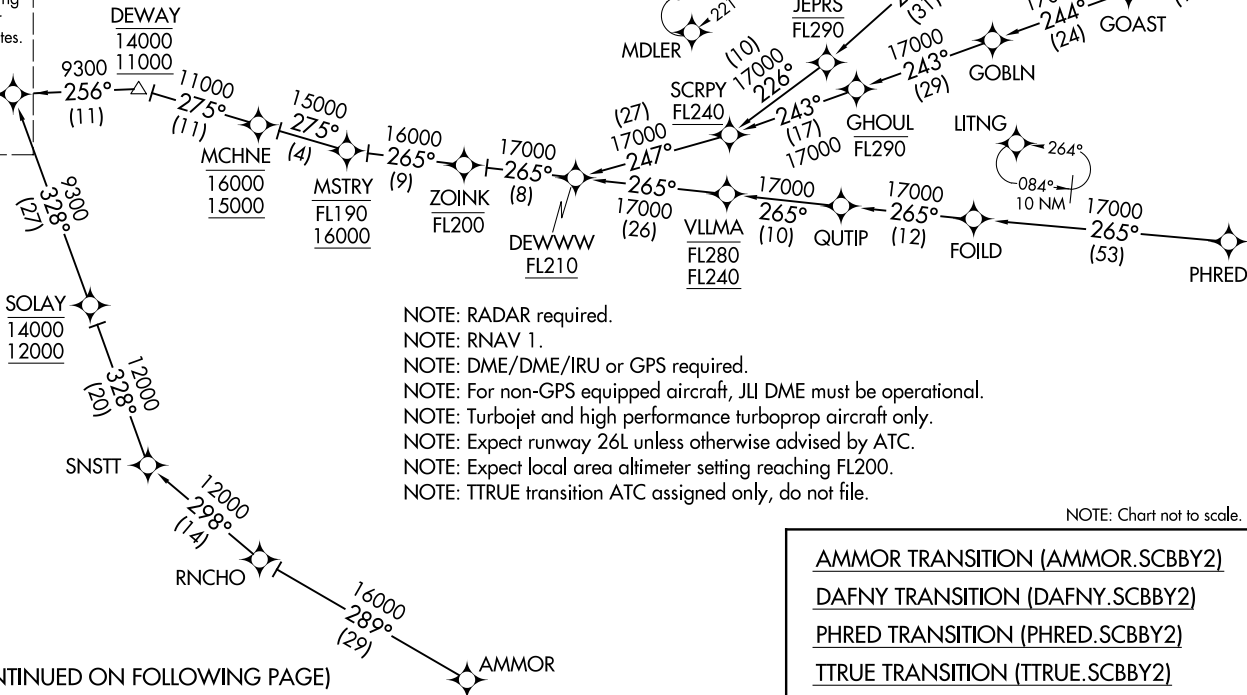 ng
tes.
DEWAY
14000
11000
9300
256°
(11)
11000
275°
(11)
MCHNE
16000
15000
15000
275°
(4)
MSTRY
FL190
16000
16000
265°
(9)
ZOINK
FL200
17000
265°
(8)
DEWWW
FL210
(27)
17000
247°
SCRPY
FL240
(10)
17000
226°
JEPRS
FL290
(31)
MDLER
221
243°
(17)
17000
GHOUL
FL290
17000
243°
(29)
GOBLN
244°
(24)
GOAST
LITNG
264°
084°
10 NM
265°
17000
(26)
VLLMA
FL280
FL240
17000
265°
(10)
QUTIP
17000
265°
(12)
FOILD
17000
265°
(53)
PHRED
9300
328°
(27)
SOLAY
14000
12000
12000
328°
(20)
SNSTT
12000
298°
(14)
RNCHO
16000
289°
(29)
AMMOR
NOTE: RADAR required.
NOTE: RNAV 1.
NOTE: DME/DME/IRU or GPS required.
NOTE: For non-GPS equipped aircraft, JLI DME must be operational.
NOTE: Turbojet and high performance turboprop aircraft only.
NOTE: Expect runway 26L unless otherwise advised by ATC.
NOTE: Expect local area altimeter setting reaching FL200.
NOTE: TTRUE transition ATC assigned only, do not file.
NOTE: Chart not to scale.
AMMOR TRANSITION (AMMOR.SCBBY2)
DAFNY TRANSITION (DAFNY.SCBBY2)
PHRED TRANSITION (PHRED.SCBBY2)
TTRUE TRANSITION (TTRUE.SCBBY2)
NTINUED ON FOLLOWING PAGE)